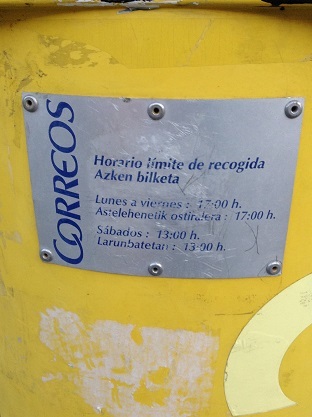 CORREOS
Horario límite de recogida
Azken bilketa
Lunes a viernes : 17:00 h.
Astelehenetik ostiralera : 17:00 h.
Sábados : 13:00 h.
Larunbatetan : 13:00 h.